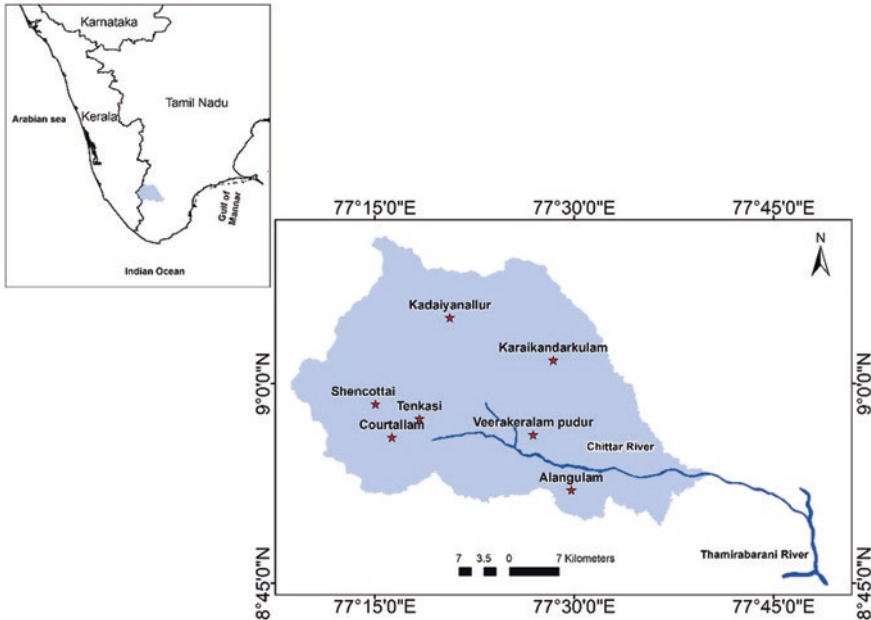 Karnataka
Tamil Nadu
Arabian sea
Kerala
Gulf of
Mannar
Indian Ocean
77°15'0"E
77°30'0"E
77°45'0"E
N
Kadaiyanallur
Karaikandarkulam
9°0'0"N
9°0'0"N
Shencottai
Tenkasi
Courtallam
Veerakeralam pudur
Chittar River
Alangulam
Thamirabarani River
7 3.5 0 7 Kilometers
8°45'0"N
8°45'0"N
77°15'0"E
77°30'0"E
77°45'0"E